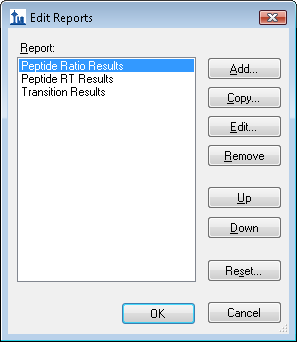 Edit Reports
Report:
Peptide Ratio Results
Peptide RT Results
Transition Results
Add...
Copy...
Edit...
Remove
Up
Down
Reset...
OK
Cancel